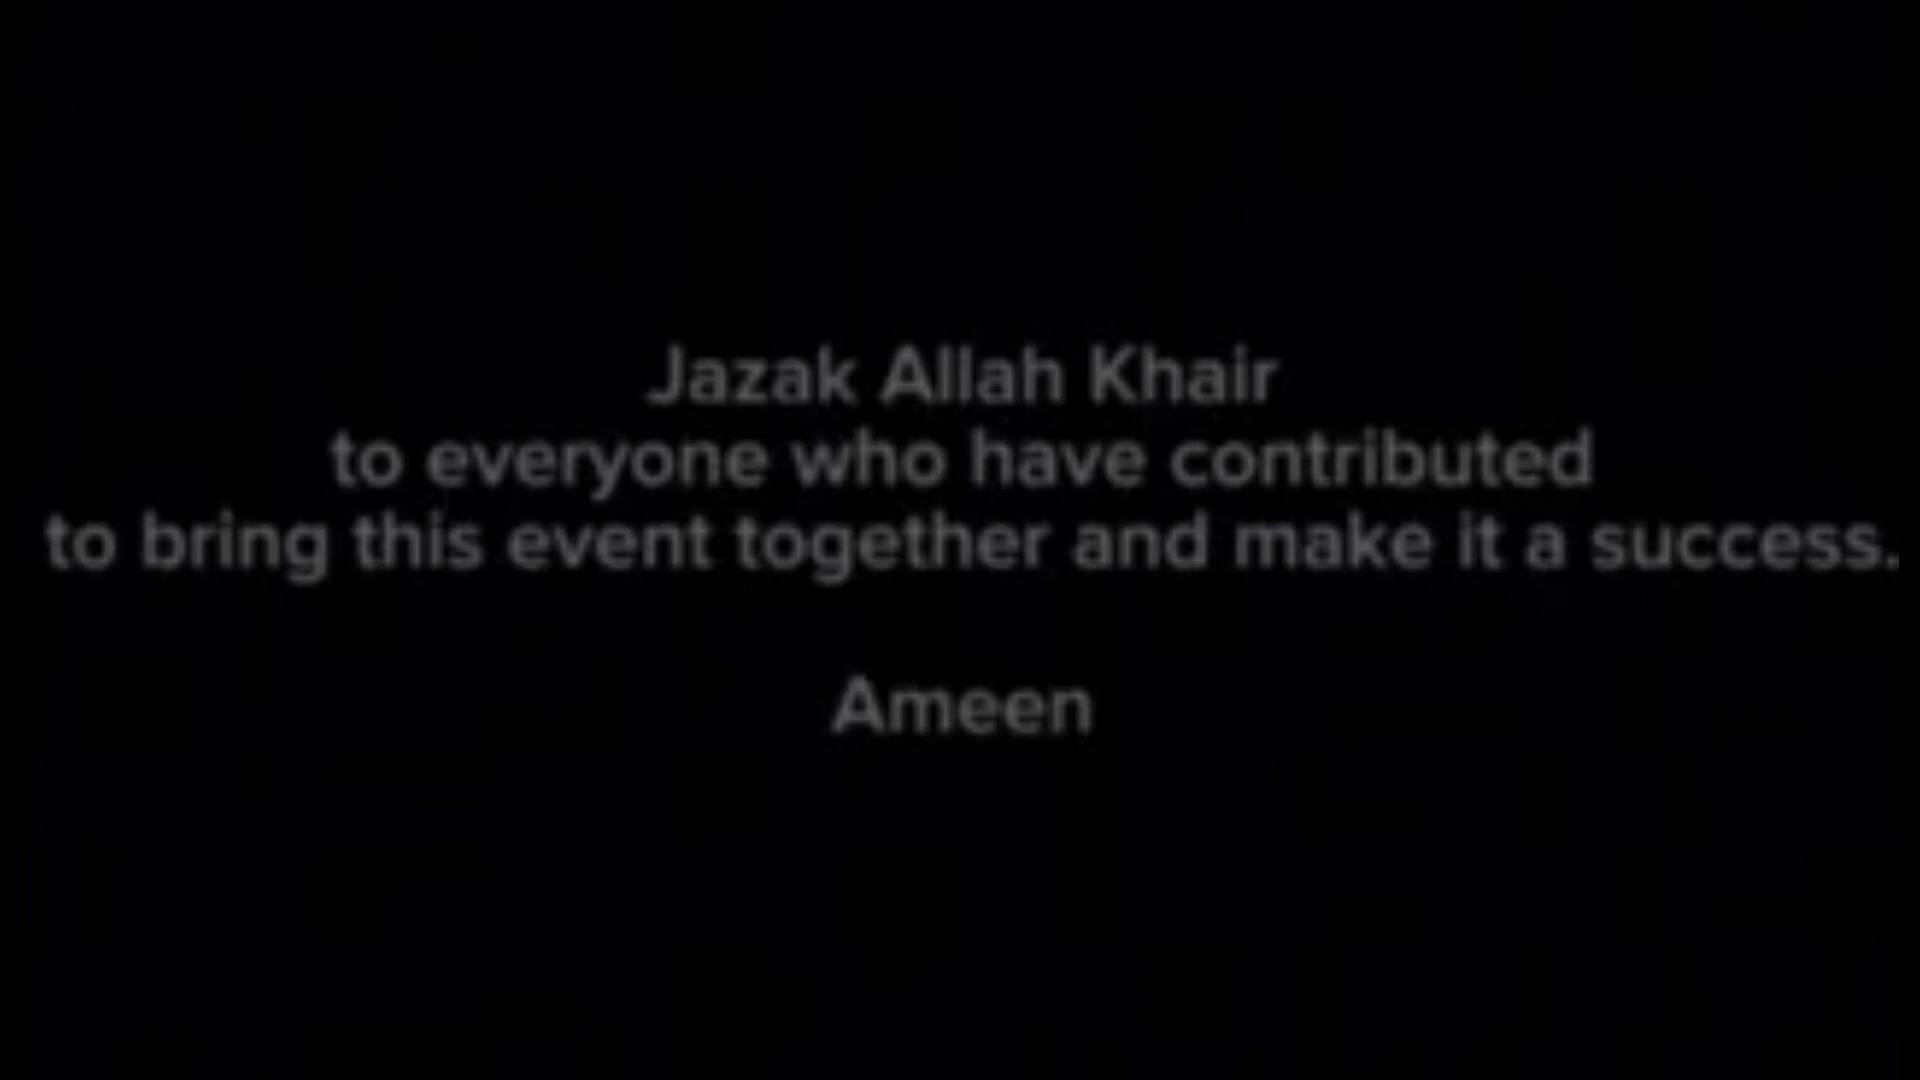 Jazak Allah Khair
to everyone who have contributed
to bring this event together and make it a success.
Ameen